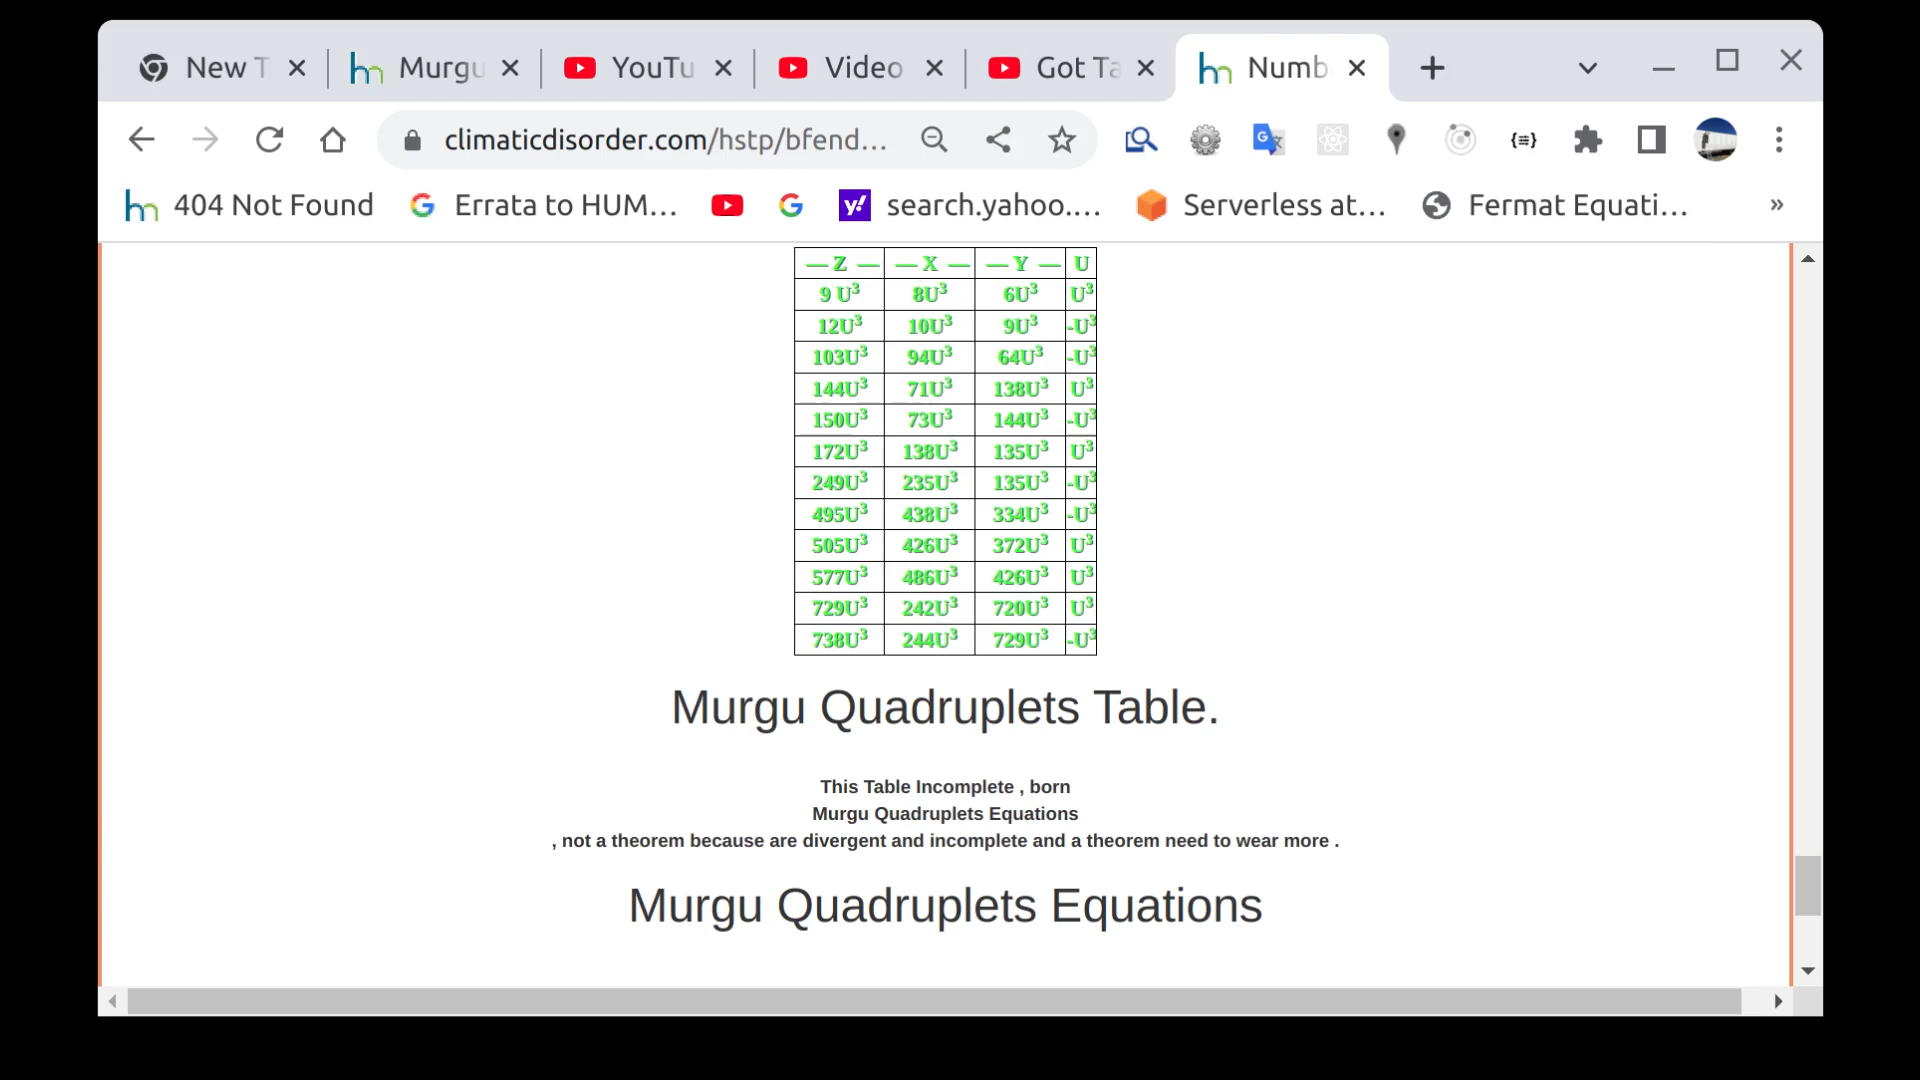 New T
Murgu
YouTu
Video
Got Ta
Numb
climaticdisorder.com/hstp/bfend...
404 Not Found
Errata to HUM...
search.yahoo....
Serverless at...
Fermat Equati...
»
— Z — — X — — Y — U
9 U³ 8U³ 6U³ U³
12U³ 10U³ 9U³ -U³
103U³ 94U³ 64U³ -U³
144U³ 71U³ 138U³ U³
150U³ 73U³ 144U³ -U³
172U³ 138U³ 135U³ U³
249U³ 235U³ 135U³ -U³
495U³ 438U³ 334U³ -U³
505U³ 426U³ 372U³ U³
577U³ 486U³ 426U³ U³
729U³ 242U³ 720U³ U³
738U³ 244U³ 729U³ -U³
Murgu Quadruplets Table.
This Table Incomplete , born
Murgu Quadruplets Equations
, not a theorem because are divergent and incomplete and a theorem need to wear more .
Murgu Quadruplets Equations